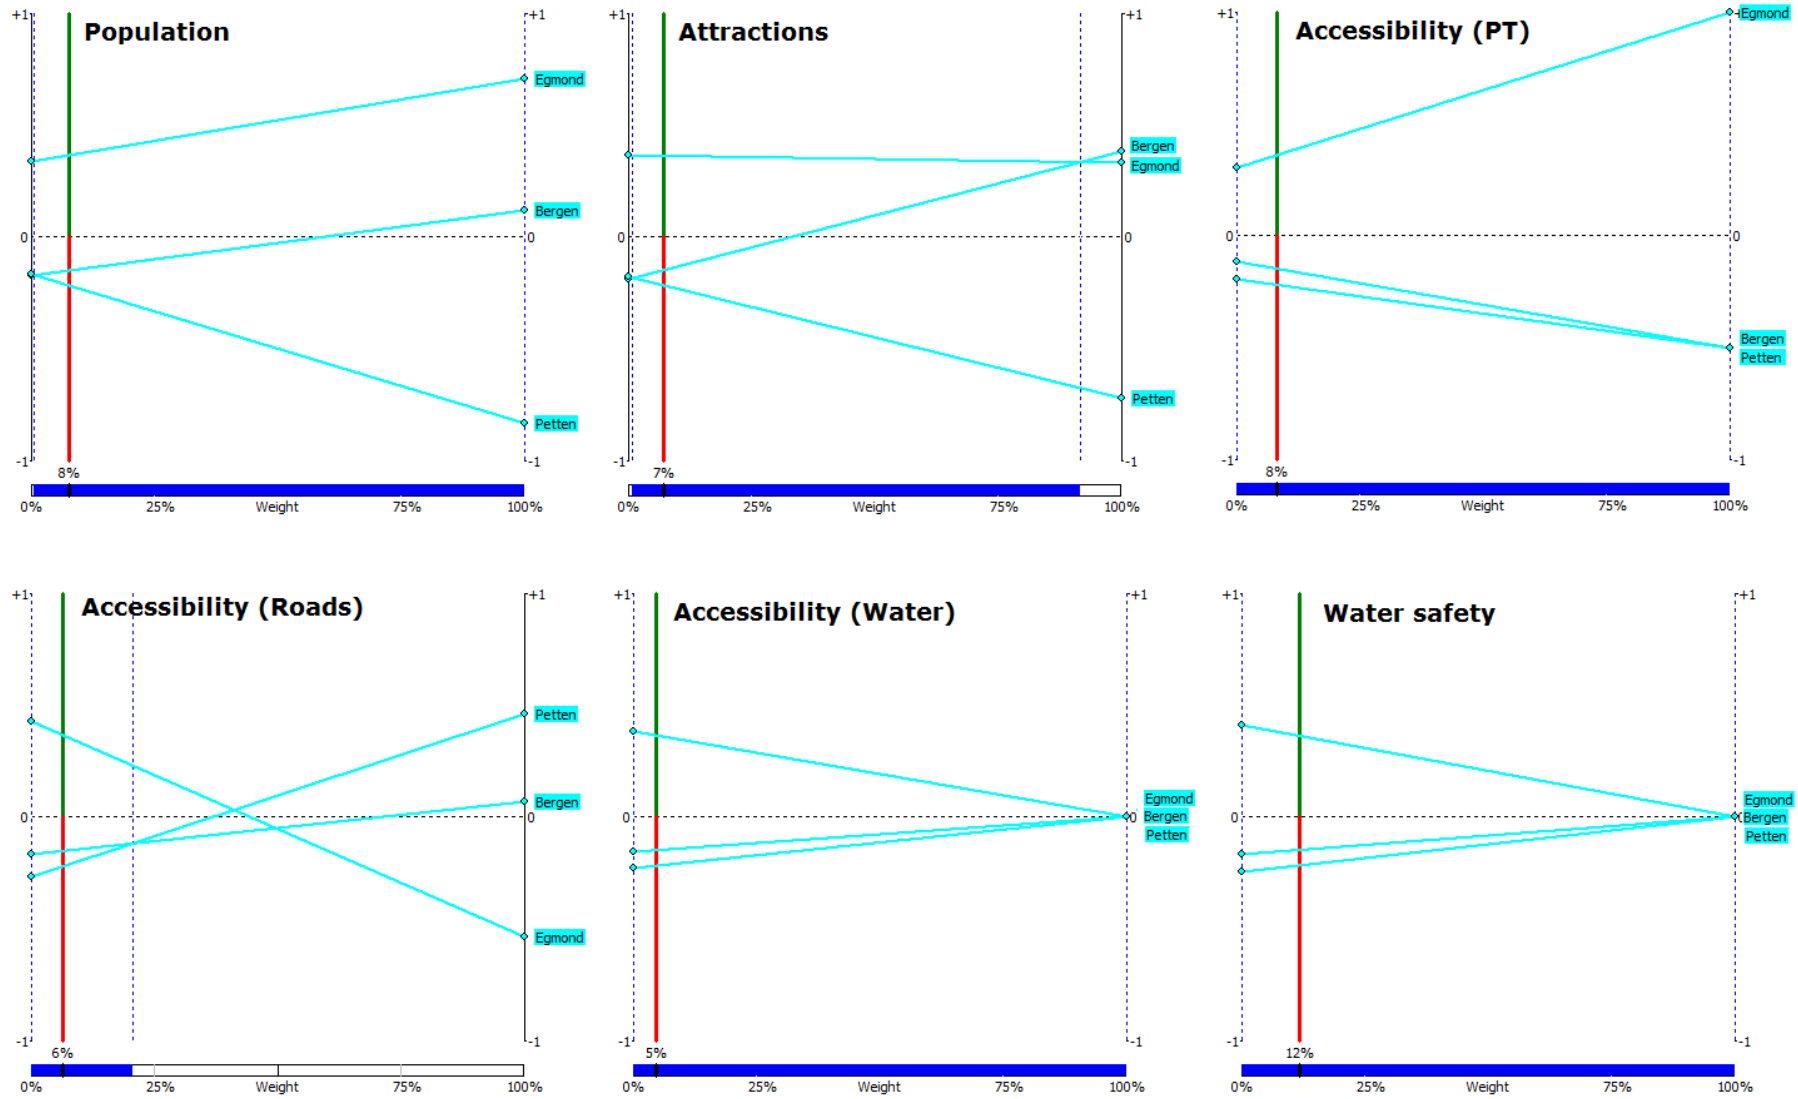 Population
+1
+1
Egmond
Bergen
0
0
Petten
-1
-1
8%
0%
25%
Weight
75%
100%
Attractions
+1
+1
Bergen
Egmond
0
0
Petten
-1
-1
7%
0%
25%
Weight
75%
100%
Accessibility (PT)
+1
Egmond
0
0
Bergen
Petten
-1
-1
8%
0%
25%
Weight
75%
100%
Accessibility (Roads)
+1
+1
Petten
Bergen
0
0
Egmond
-1
-1
6%
0%
25%
Weight
75%
100%
Accessibility (Water)
+1
+1
Egmond
0
0
Bergen
Petten
-1
-1
5%
0%
25%
Weight
75%
100%
Water safety
+1
+1
Egmond
0
Bergen
Petten
-1
-1
12%
0%
25%
Weight
75%
100%